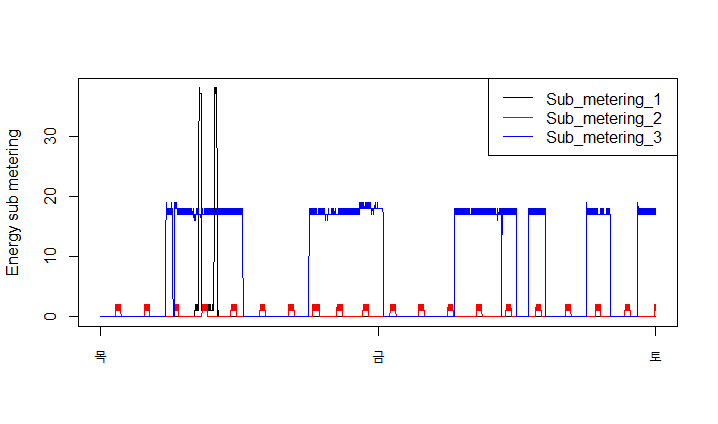 Sub_metering_1
Sub_metering_2
Sub_metering_3
Energy sub metering
30
20
10
0
목 금 토